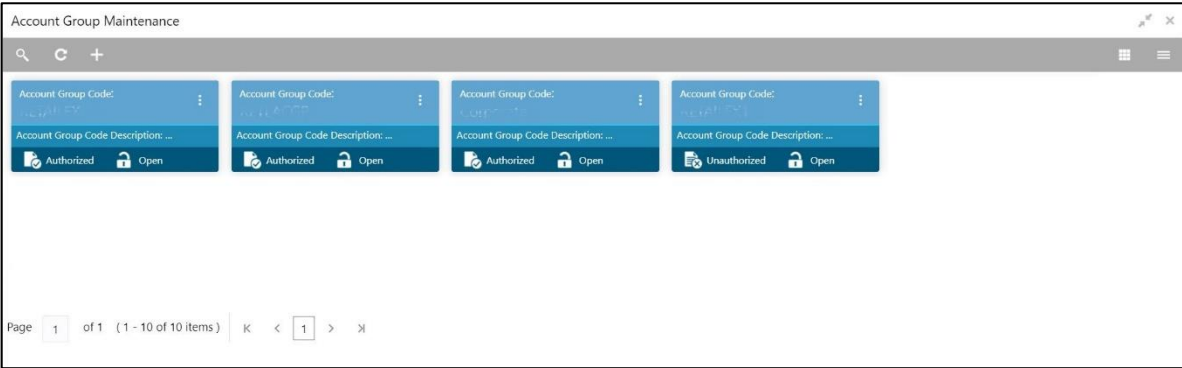 Account Group Maintenance
Account Group Code: Account Group Code: Account Group Code: Account Group Code:
Account Group Code Description: ... Account Group Code Description: ... Account Group Code Description: ... Account Group Code Description: ...
Authorized Open Authorized Open Authorized Open Unauthorized Open
Page 1 of 1 ( 1 - 10 of 10 items ) 1